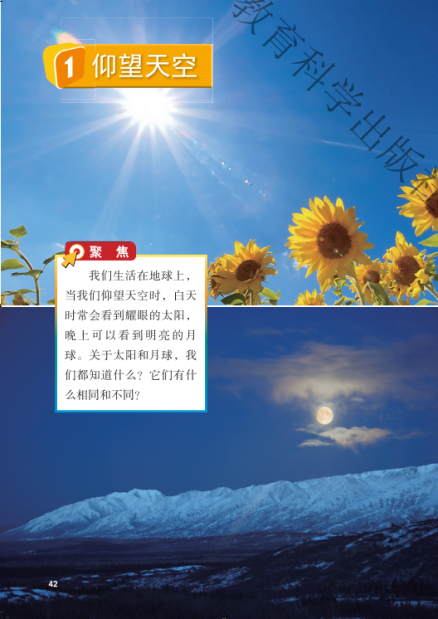 教育科学出版
1 仰望天空
聚 焦
我们生活在地球上，
当我们仰望天空时，白天
时常会看到耀眼的太阳，
晚上可以看到明亮的月
球。关于太阳和月球，我
们都知道什么？它们有什
么相同和不同？
42